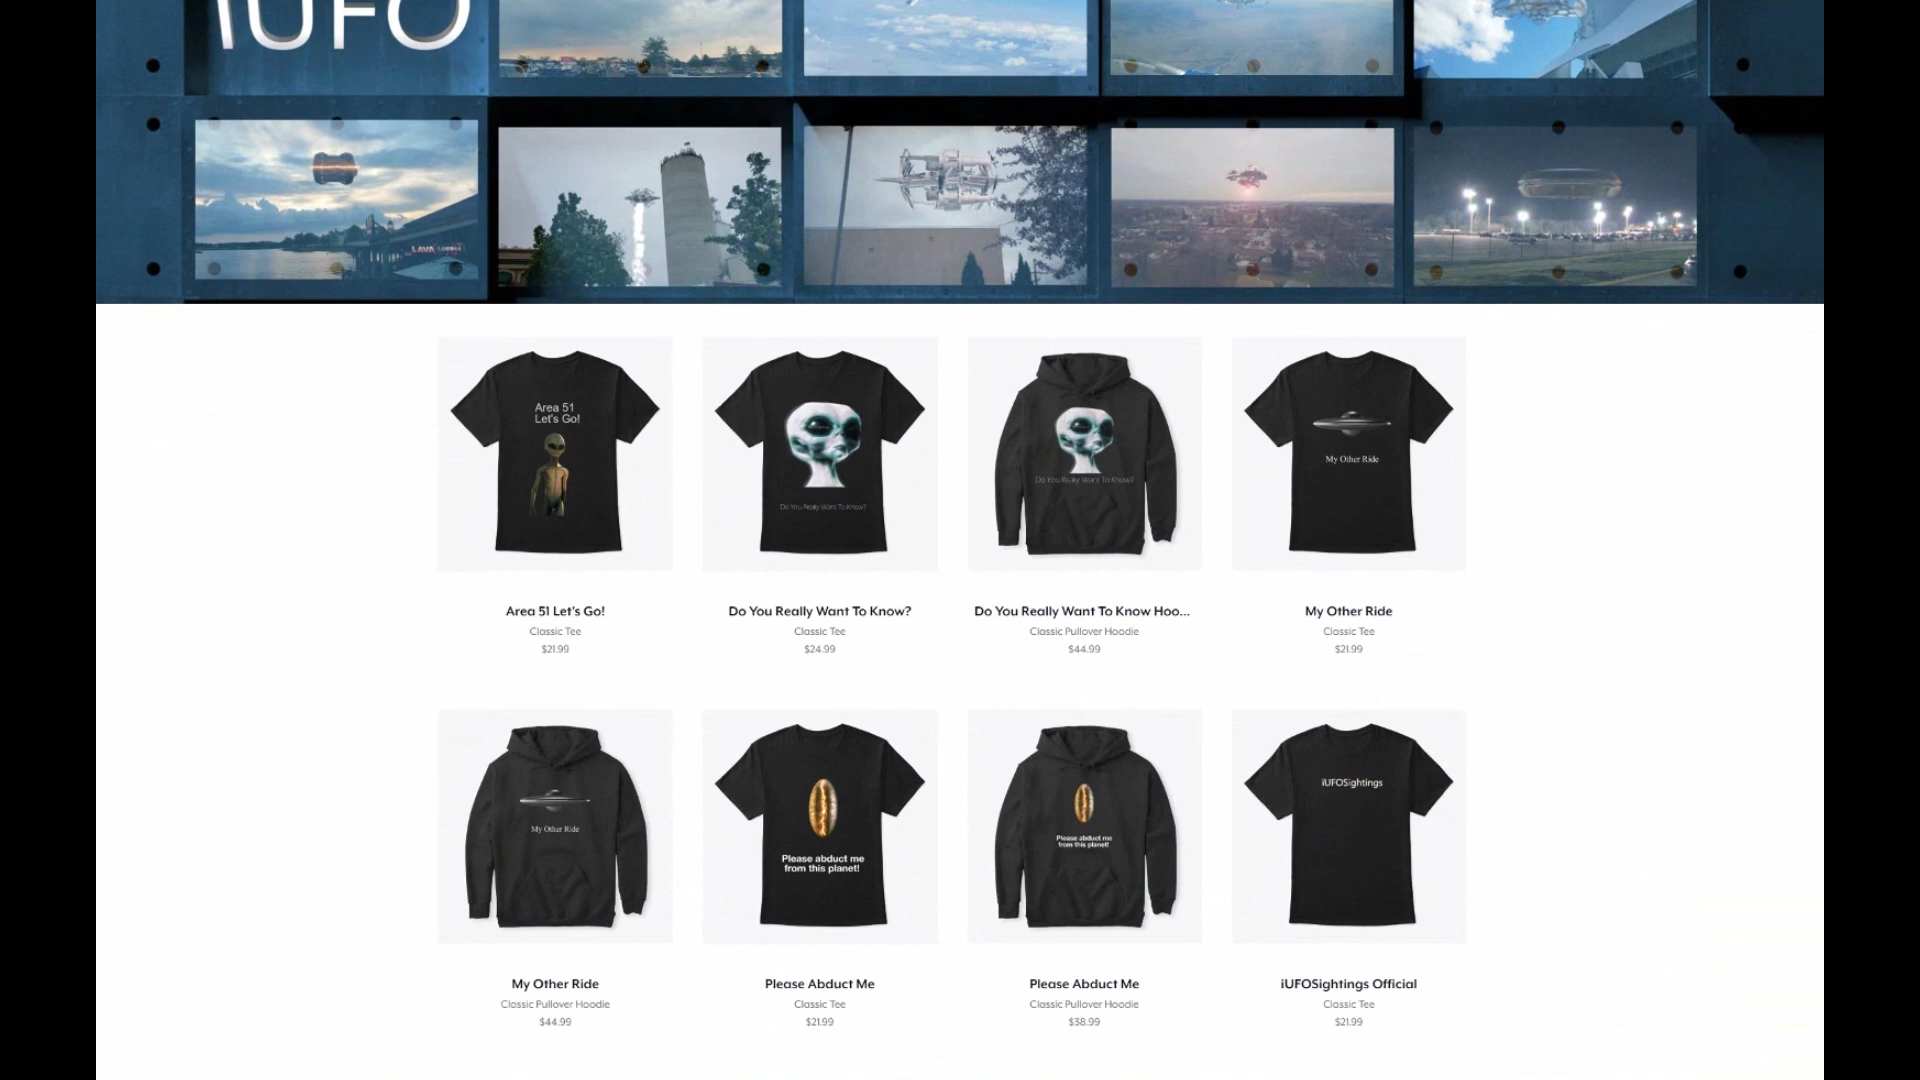 iUFO
LAVA
Area 51
Let's Go!
Do You Really Want To Know?
Do You Really Want To Know?
My Other Ride
Area 51 Let's Go!
Do You Really Want To Know?
Do You Really Want To Know Hoo...
My Other Ride
Classic Tee
Classic Tee
Classic Pullover Hoodie
Classic Tee
$21.99
$24.99
$44.99
$21.99
My Other Ride
Please abduct me
from this planet!
Please abduct me
from this planet!
iUFOSightings
My Other Ride
Please Abduct Me
Please Abduct Me
iUFOSightings Official
Classic Pullover Hoodie
Classic Tee
Classic Pullover Hoodie
Classic Tee
$44.99
$21.99
$38.99
$21.99